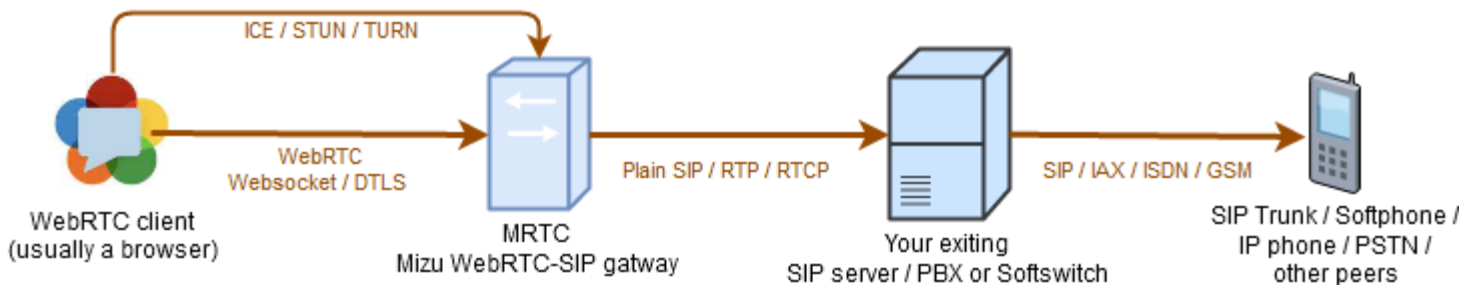 ICE / STUN / TURN
WebRTC
Websocket / DTLS
Plain SIP / RTP / RTCP
SIP / IAX / ISDN / GSM
WebRTC client
(usually a browser)
MRTC
Mizu WebRTC-SIP gatway
Your exiting
SIP server / PBX or Softswitch
SIP Trunk / Softphone /
IP phone / PSTN /
other peers